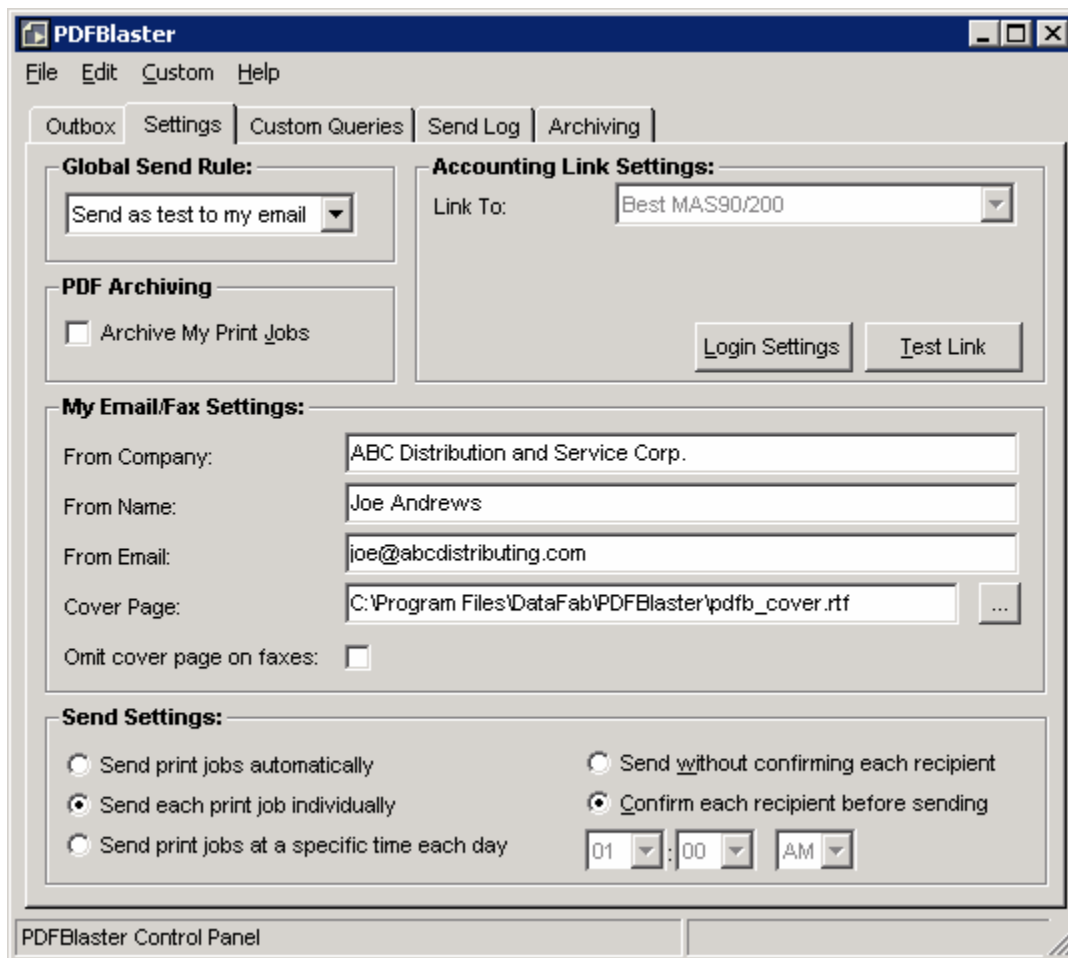 PDFBlaster
File Edit Custom Help
Outbox Settings Custom Queries Send Log Archiving
Global Send Rule:
Send as test to my email
Accounting Link Settings:
Link To: Best MAS90/200
PDF Archiving
Archive My Print Jobs
Login Settings Test Link
My Email/Fax Settings:
From Company: ABC Distribution and Service Corp.
From Name: Joe Andrews
From Email: joe@abcdistributing.com
Cover Page: C:\Program Files\DataFab\PDFBlaster\pdfb_cover.rtf ...
Omit cover page on faxes:
Send Settings:
Send print jobs automatically
Send each print job individually
Send print jobs at a specific time each day
Send without confirming each recipient
Confirm each recipient before sending
01 : 00 AM
PDFBlaster Control Panel